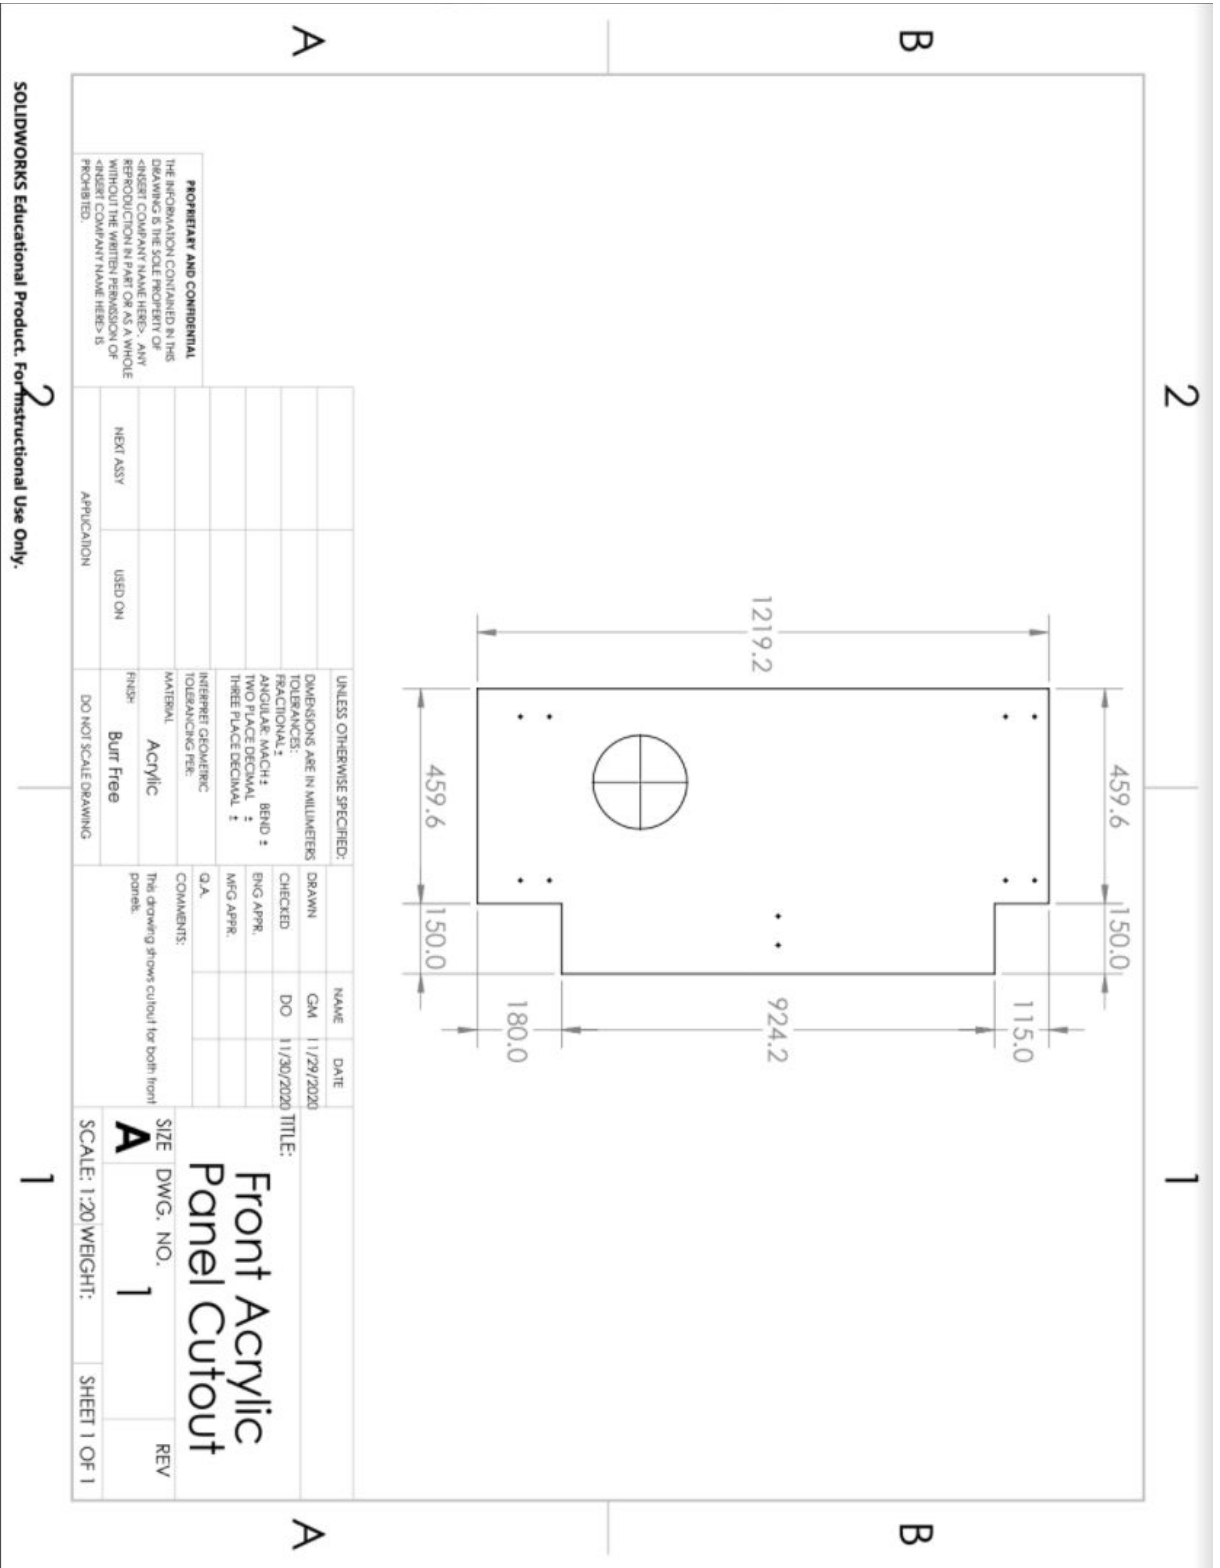 2
1
B
B
A
A
459.6
150.0
1219.2
115.0
924.2
180.0
459.6
150.0
PROPRIETARY AND CONFIDENTIAL
THE INFORMATION CONTAINED IN THIS
DRAWING IS THE SOLE PROPERTY OF
<INSERT COMPANY NAME HERE>. ANY
REPRODUCTION IN PART OR AS A WHOLE
WITHOUT THE WRITTEN PERMISSION OF
<INSERT COMPANY NAME HERE> IS
PROHIBITED.
NEXT ASSY
USED ON
APPLICATION
UNLESS OTHERWISE SPECIFIED:
DIMENSIONS ARE IN MILLIMETERS
TOLERANCES:
FRACTIONAL ±
ANGULAR: MACH ± BEND ±
TWO PLACE DECIMAL ±
THREE PLACE DECIMAL ±
INTERPRET GEOMETRIC
TOLERANCING PER:
MATERIAL
Acrylic
FINISH
Burr Free
DO NOT SCALE DRAWING
NAME
DATE
DRAWN
GM
11/29/2020
CHECKED
DO
11/30/2020
ENG APPR.
MFG APPR.
Q.A.
COMMENTS:
This drawing shows cutout for both front
panels.
TITLE:
Front Acrylic
Panel Cutout
SIZE
A
DWG. NO.
1
REV
SCALE: 1:20
WEIGHT:
SHEET 1 OF 1
2
1
SOLIDWORKS Educational Product. For Instructional Use Only.